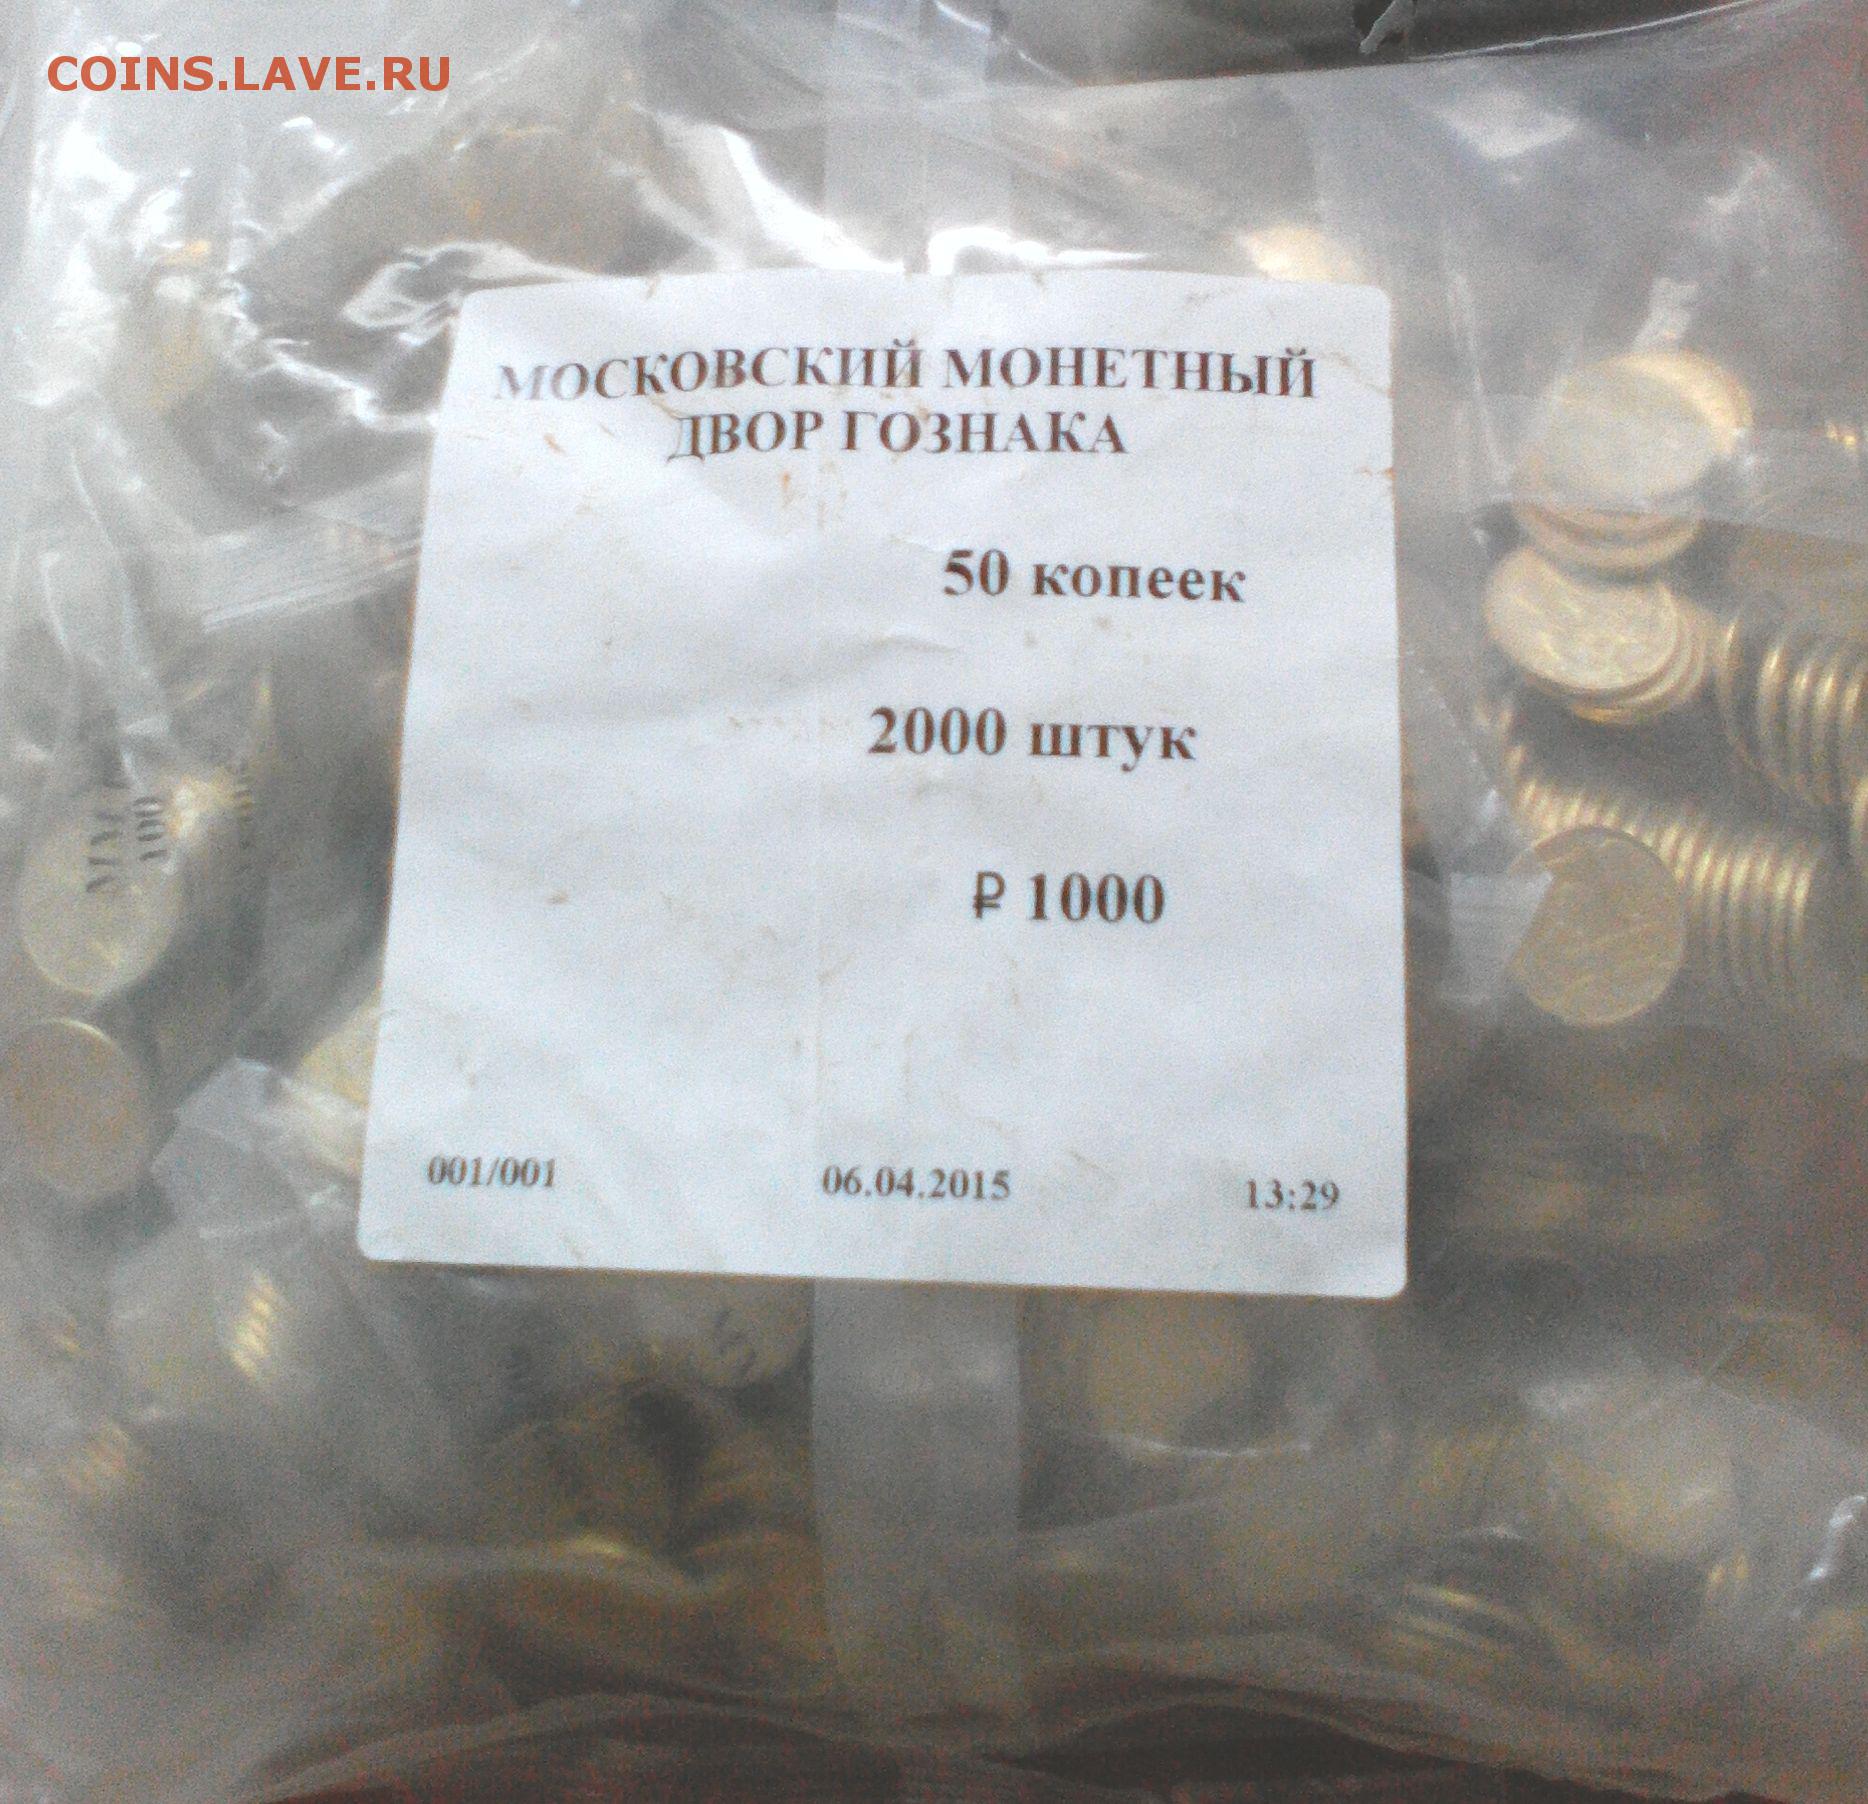 COINS.LAVE.RU
МОСКОВСКИЙ МОНЕТНЫЙ
ДВОР ГОЗНАКА
50 копеек
2000 штук
₽ 1000
001/001 06.04.2015 13:29